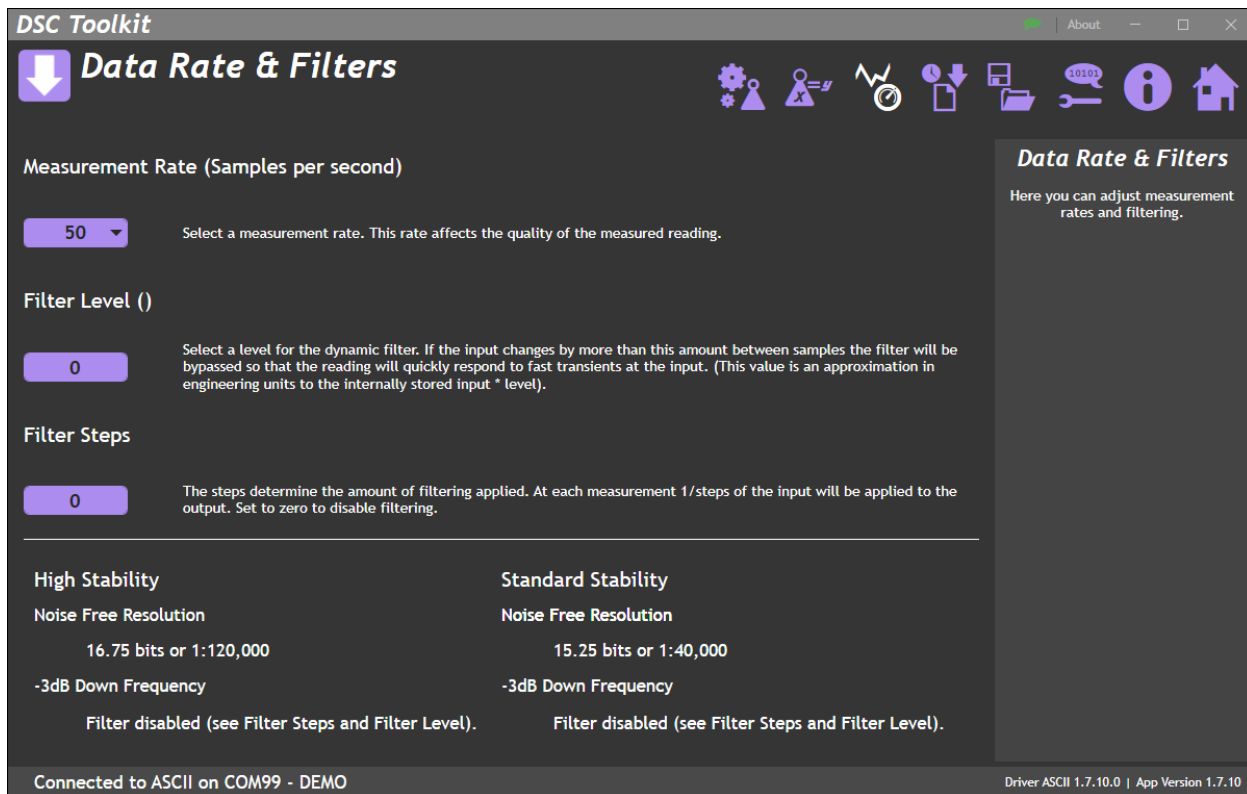 DSC Toolkit
About
Data Rate & Filters
x
=y
10101
i
Measurement Rate (Samples per second)
50
Select a measurement rate. This rate affects the quality of the measured reading.
Filter Level ()
0
Select a level for the dynamic filter. If the input changes by more than this amount between samples the filter will be
bypassed so that the reading will quickly respond to fast transients at the input. (This value is an approximation in
engineering units to the internally stored input * level).
Filter Steps
0
The steps determine the amount of filtering applied. At each measurement 1/steps of the input will be applied to the
output. Set to zero to disable filtering.
High Stability
Noise Free Resolution
16.75 bits or 1:120,000
-3dB Down Frequency
Filter disabled (see Filter Steps and Filter Level).
Standard Stability
Noise Free Resolution
15.25 bits or 1:40,000
-3dB Down Frequency
Filter disabled (see Filter Steps and Filter Level).
Data Rate & Filters
Here you can adjust measurement
rates and filtering.
Connected to ASCII on COM99 - DEMO
Driver ASCII 1.7.10.0 | App Version 1.7.10